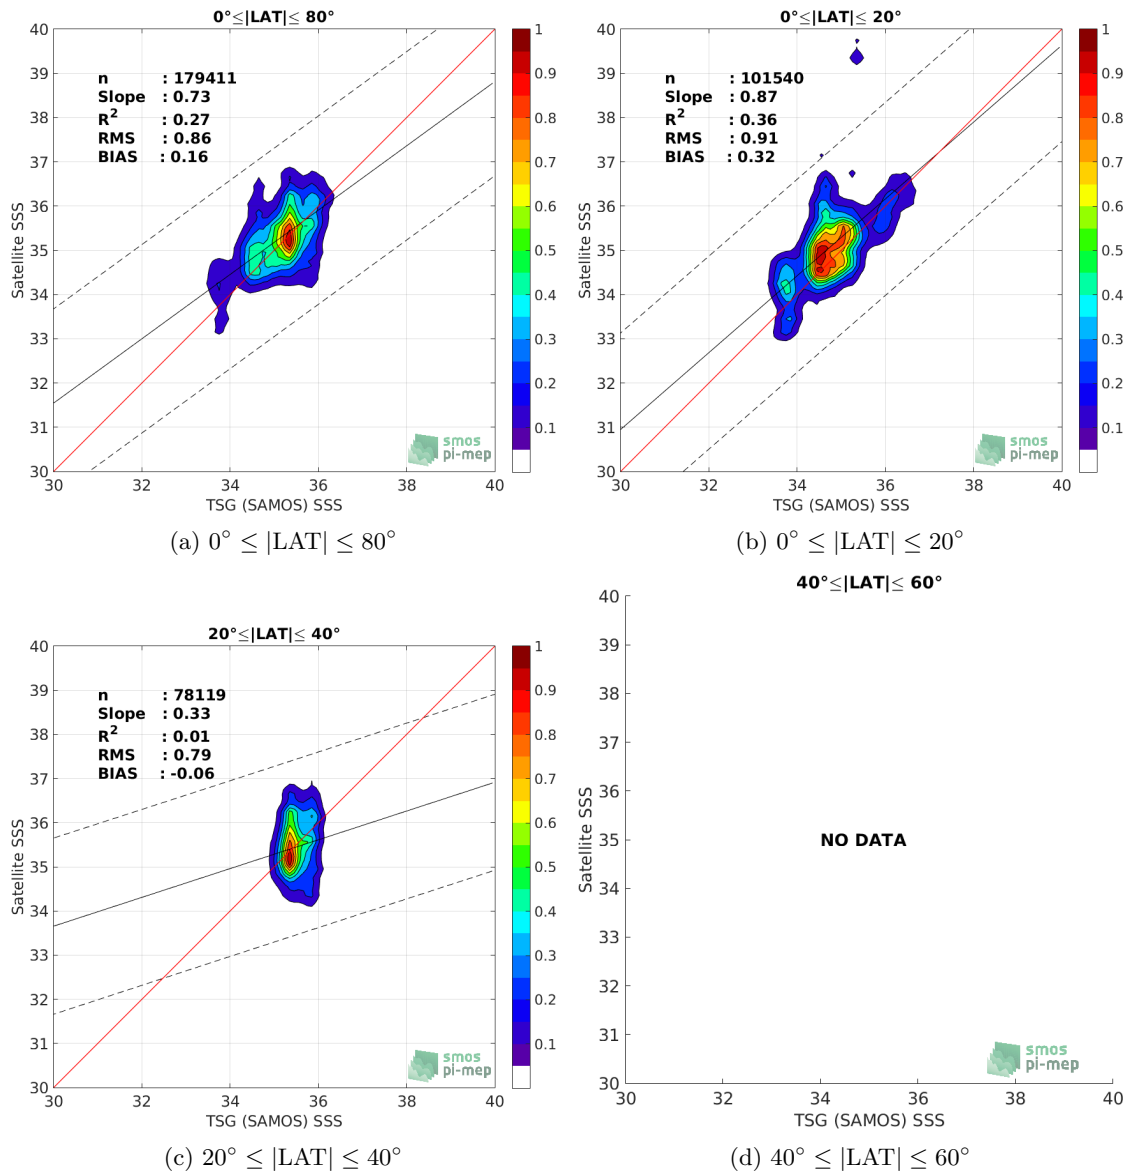 0°≤|LAT|≤ 80°
40
39
38
37
36
35
34
33
32
31
30
30
32
34
36
38
40
Satellite SSS
TSG (SAMOS) SSS
n : 179411
Slope : 0.73
R² : 0.27
RMS : 0.86
BIAS : 0.16
1
0.9
0.8
0.7
0.6
0.5
0.4
0.3
0.2
0.1
smos
pi-mep
(a) 0° ≤ |LAT| ≤ 80°
0°≤|LAT|≤ 20°
40
39
38
37
36
35
34
33
32
31
30
30
32
34
36
38
40
Satellite SSS
TSG (SAMOS) SSS
n : 101540
Slope : 0.87
R² : 0.36
RMS : 0.91
BIAS : 0.32
1
0.9
0.8
0.7
0.6
0.5
0.4
0.3
0.2
0.1
smos
pi-mep
(b) 0° ≤ |LAT| ≤ 20°
20°≤|LAT|≤ 40°
40
39
38
37
36
35
34
33
32
31
30
30
32
34
36
38
40
Satellite SSS
TSG (SAMOS) SSS
n : 78119
Slope : 0.33
R² : 0.01
RMS : 0.79
BIAS : -0.06
1
0.9
0.8
0.7
0.6
0.5
0.4
0.3
0.2
0.1
smos
pi-mep
(c) 20° ≤ |LAT| ≤ 40°
40°≤|LAT|≤ 60°
40
39
38
37
36
35
34
33
32
31
30
30
32
34
36
38
40
Satellite SSS
TSG (SAMOS) SSS
NO DATA
smos
pi-mep
(d) 40° ≤ |LAT| ≤ 60°